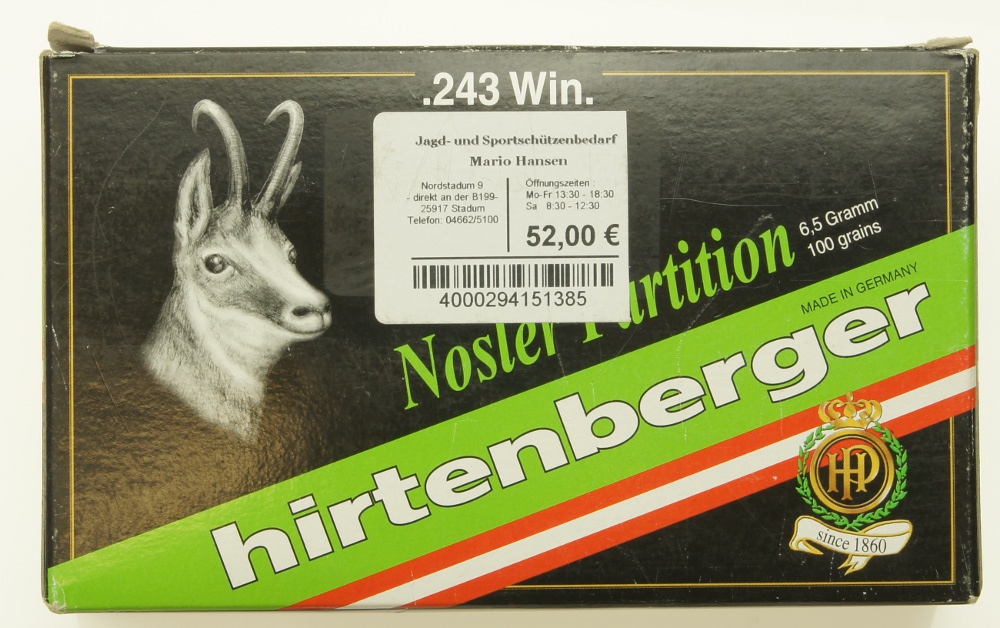 .243 Win.
Jagd- und Sportschützenbedarf
Mario Hansen
Nordstadum 9
- direkt an der B199-
25917 Stadum
Telefon: 04662/5100
Öffnungszeiten :
Mo-Fr 13:30 - 18:30
Sa 8:30 - 12:30
52,00 €
4000294151385
Nosler Partition
6,5 Gramm
100 grains
MADE IN GERMANY
hirtenberger
HP
since 1860